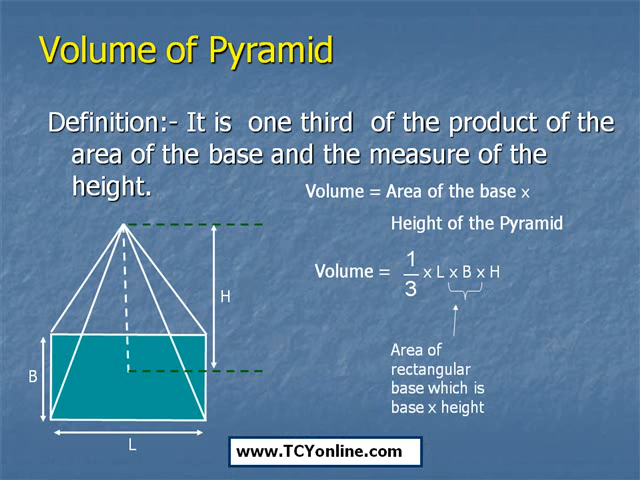 Volume of Pyramid
Definition:- It is one third of the product of the
area of the base and the measure of the
height.
Volume = Area of the base x
Height of the Pyramid
Volume = 1/3 x L x B x H
H
B
L
Area of
rectangular
base which is
base x height
www.TCYonline.com